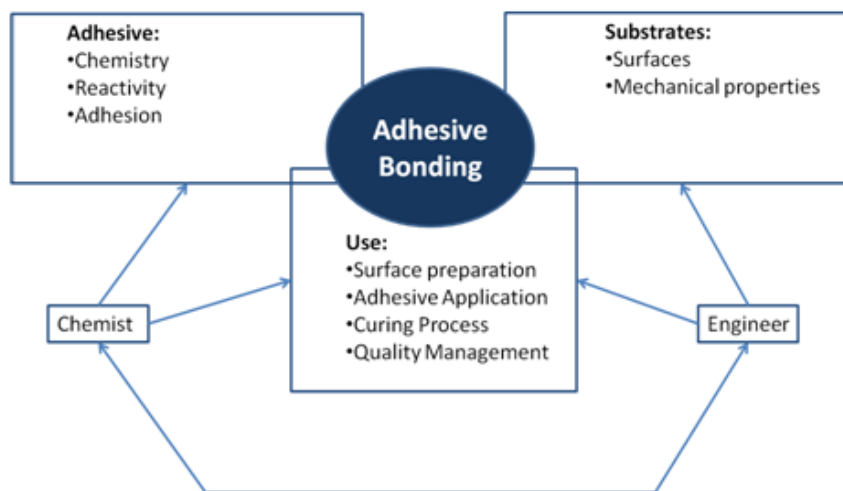 Adhesive:
•Chemistry
•Reactivity
•Adhesion
Substrates:
•Surfaces
•Mechanical properties
Adhesive
Bonding
Use:
•Surface preparation
•Adhesive Application
•Curing Process
•Quality Management
Chemist
Engineer